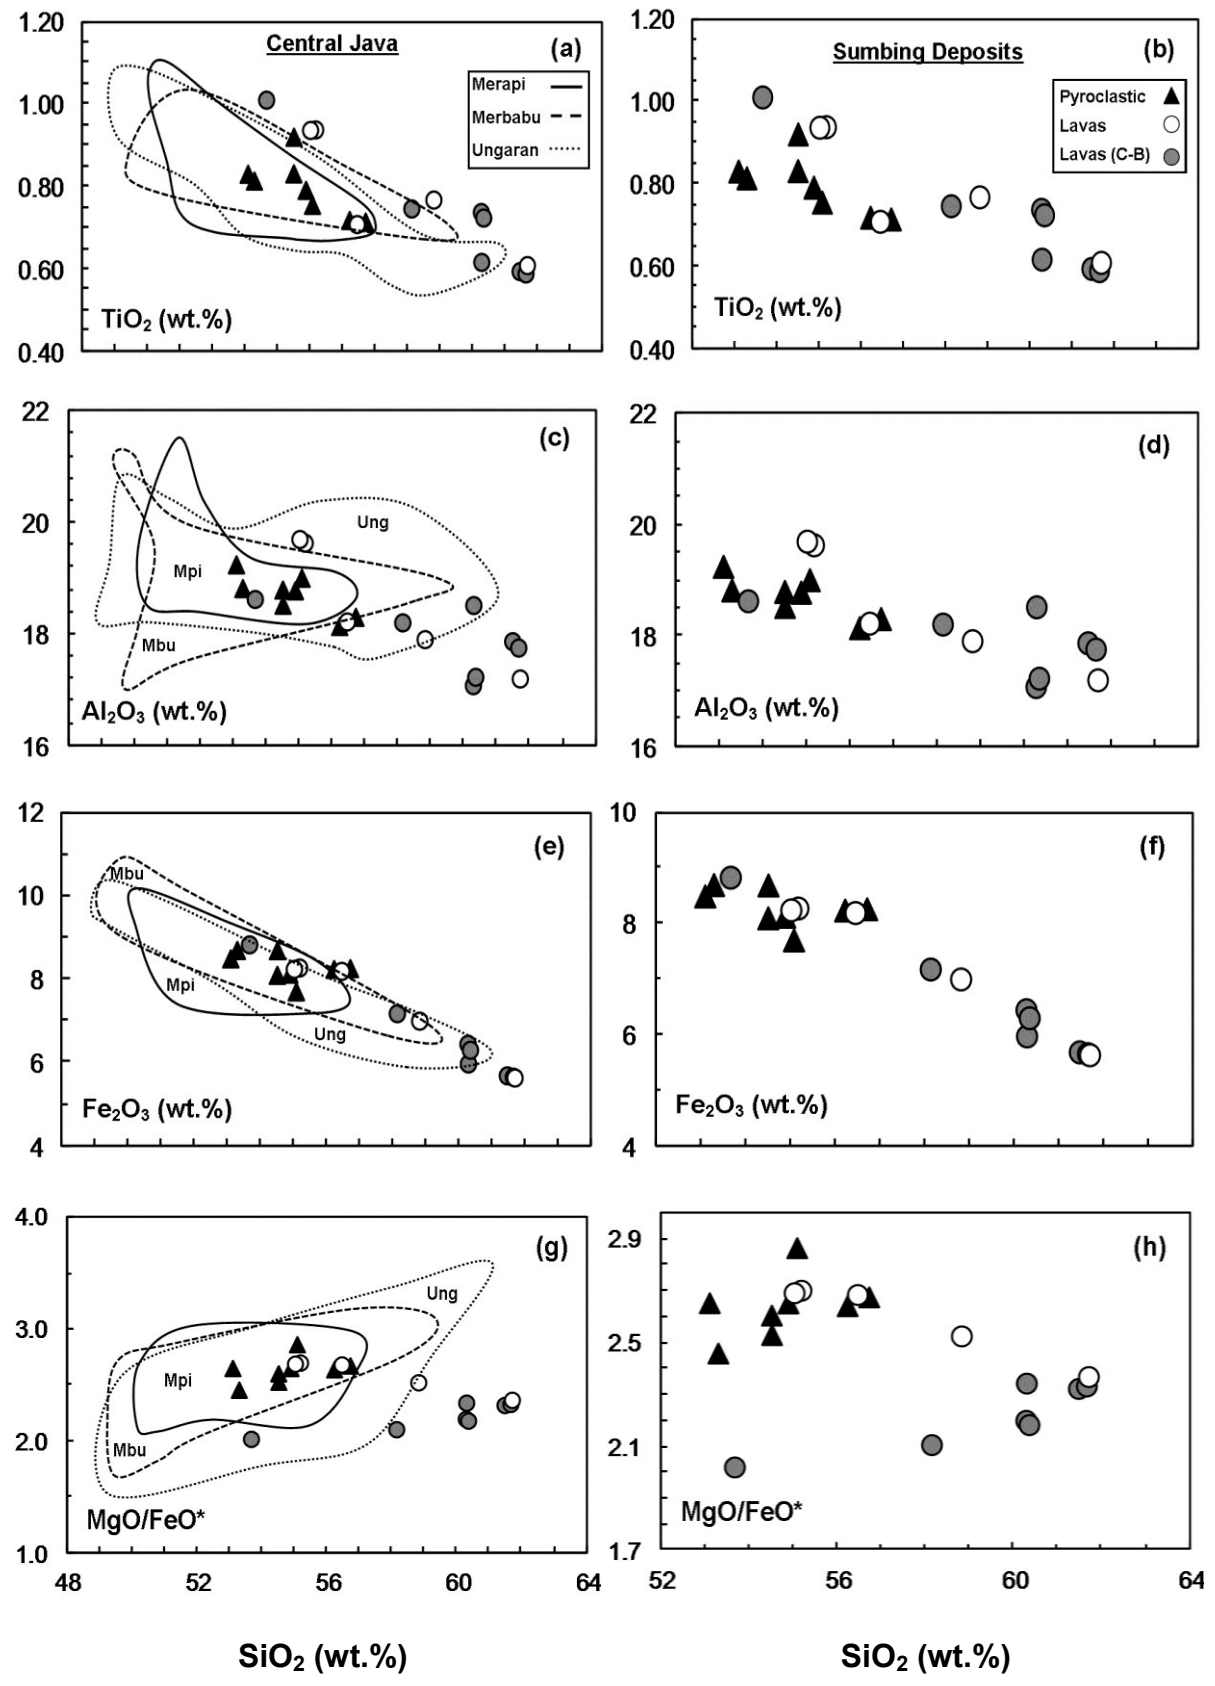 1.20
1.00
0.80
0.60
0.40
Central Java
(a)
Merapi
Merbabu
Ungaran
TiO₂ (wt.%)
1.20
1.00
0.80
0.60
0.40
Sumbing Deposits
(b)
Pyroclastic
Lavas
Lavas (C-B)
TiO₂ (wt.%)
22
20
18
16
(c)
Ung
Mpi
Mbu
Al₂O₃ (wt.%)
22
20
18
16
(d)
Al₂O₃ (wt.%)
12
10
8
6
4
(e)
Mbu
Mpi
Ung
Fe₂O₃ (wt.%)
10
8
6
4
(f)
Fe₂O₃ (wt.%)
4.0
3.0
2.0
1.0
(g)
Ung
Mpi
Mbu
MgO/FeO*
48 52 56 60 64
SiO₂ (wt.%)
2.9
2.5
2.1
1.7
(h)
MgO/FeO*
52 56 60 64
SiO₂ (wt.%)